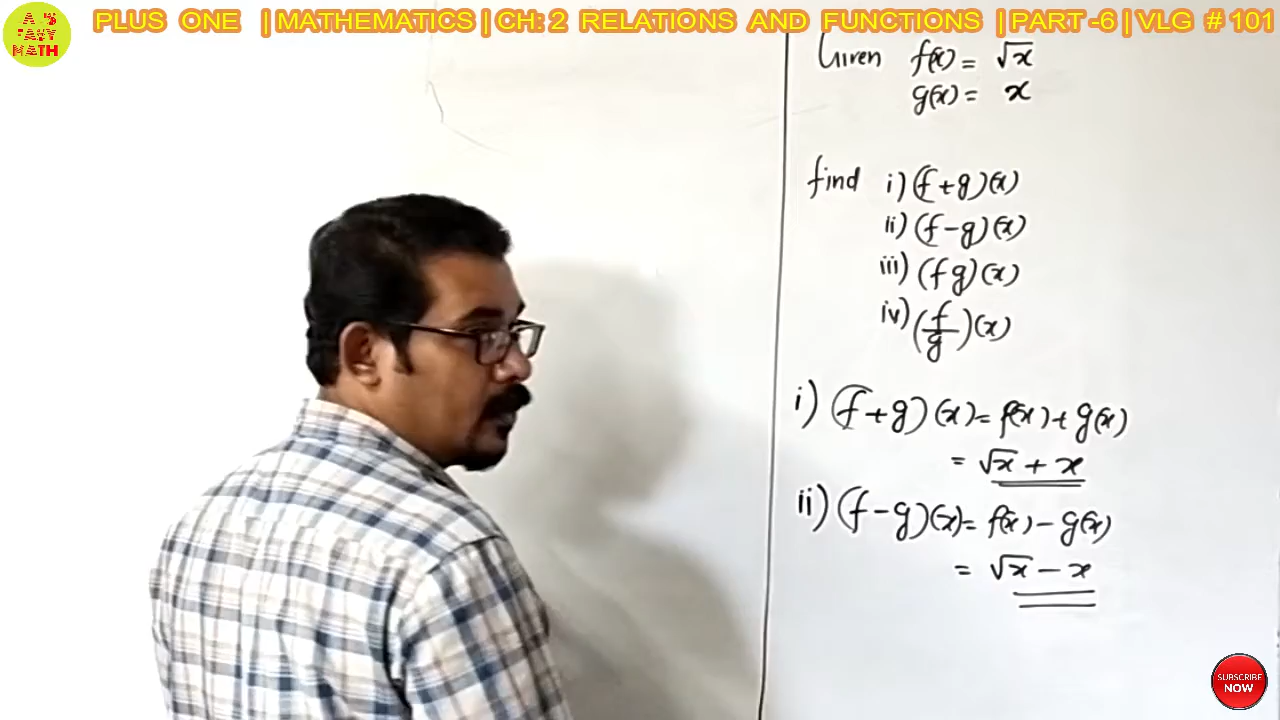 A S
EASY
MATH
PLUS ONE | MATHEMATICS | CH: 2 RELATIONS AND FUNCTIONS | PART -6 | VLG # 101
Given f(x) = √x
g(x) = x
find i) (f+g)(x)
ii) (f-g)(x)
iii) (fg)(x)
iv) (f/g)(x)
i) (f+g)(x) = f(x) + g(x)
= √x + x
ii) (f-g)(x) = f(x) - g(x)
= √x - x
SUBSCRIBE
NOW